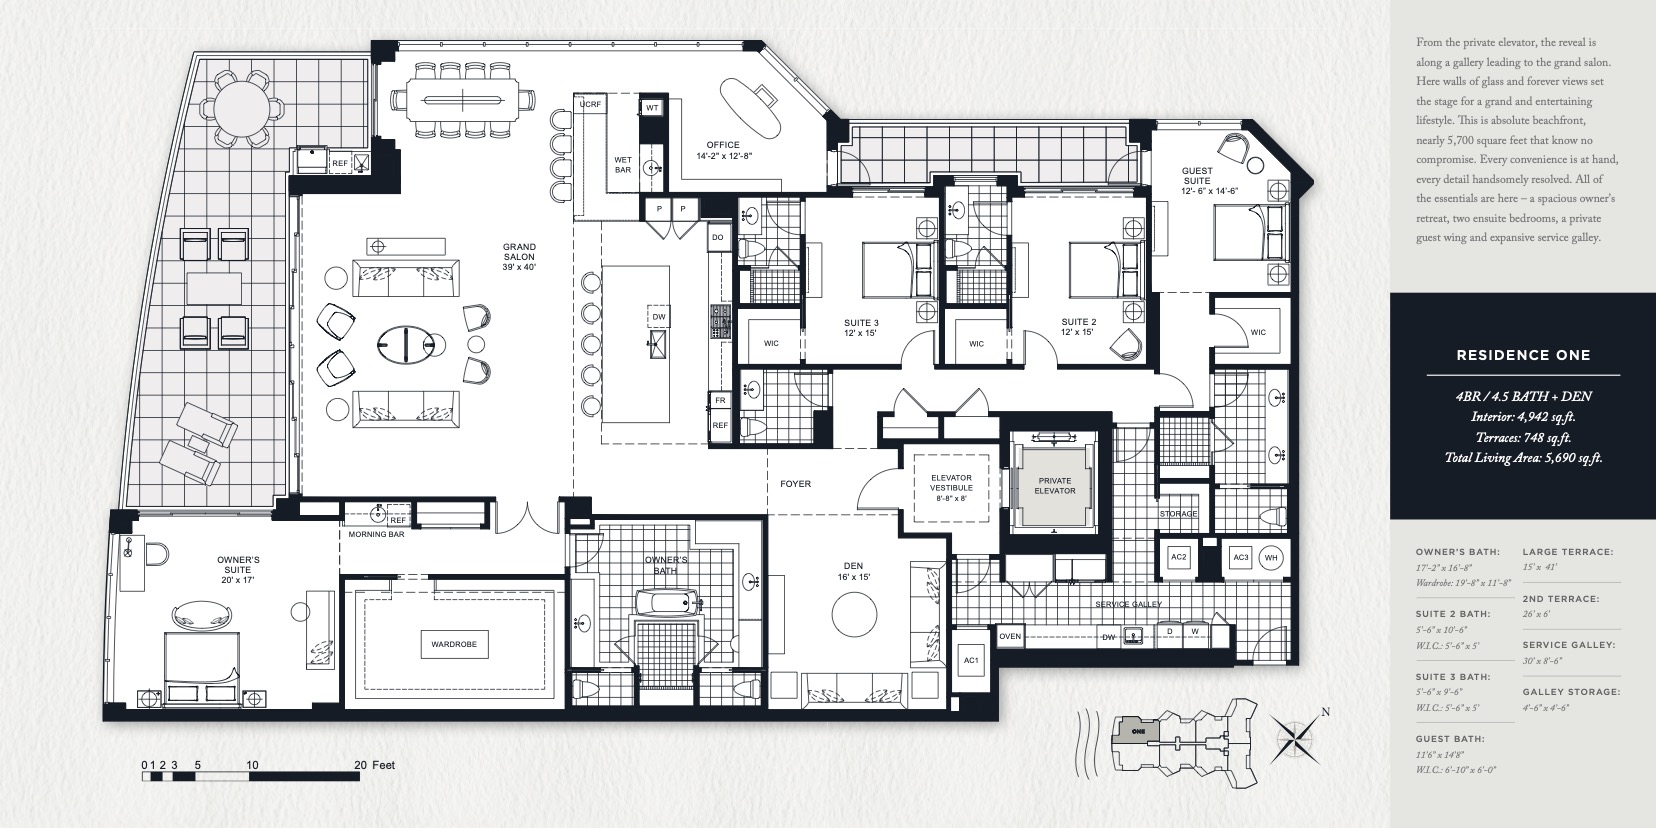 From the private elevator, the reveal is
along a gallery leading to the grand salon.
Here walls of glass and forever views set
the stage for a grand and entertaining
lifestyle. This is absolute beachfront,
nearly 5,700 square feet that know no
compromise. Every convenience is at hand,
every detail handsomely resolved. All of
the essentials are here – a spacious owner's
retreat, two ensuite bedrooms, a private
guest wing and expansive service galley.
RESIDENCE ONE
4BR / 4.5 BATH + DEN
Interior: 4,942 sq.ft.
Terraces: 748 sq.ft.
Total Living Area: 5,690 sq.ft.
OWNER'S BATH:
17'-2" x 16'-8"
Wardrobe: 19'-8" x 11'-8"
SUITE 2 BATH:
5'-6" x 10'-6"
W.I.C.: 5'-6" x 5'
SUITE 3 BATH:
5'-6" x 9'-6"
W.I.C.: 5'-6" x 5'
GUEST BATH:
11'6" x 14'8"
W.I.C.: 6'-10" x 6'-0"
LARGE TERRACE:
15' x 41'
2ND TERRACE:
26' x 6'
SERVICE GALLEY:
30' x 8'-6"
GALLEY STORAGE:
4'-6" x 4'-6"
UCRF
WT
WET
BAR
OFFICE
14'-2" x 12'-8"
REF
P
P
DO
GRAND
SALON
39' x 40'
DW
FR
REF
SUITE 3
12' x 15'
WIC
SUITE 2
12' x 15'
WIC
GUEST
SUITE
12'- 6" x 14'-6"
WIC
FOYER
ELEVATOR
VESTIBULE
8'-8" x 8'
PRIVATE
ELEVATOR
STORAGE
AC2
AC3
WH
SERVICE GALLEY
OVEN
DW
D
W
AC1
DEN
16' x 15'
OWNER'S
BATH
REF
MORNING BAR
OWNER'S
SUITE
20' x 17'
WARDROBE
0 1 2 3 5 10 20 Feet
ONE
N